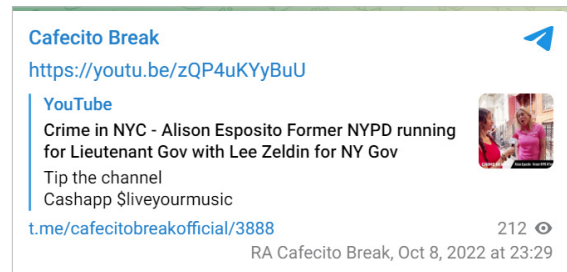 Cafecito Break
https://youtu.be/zQP4uKYyBuU
YouTube
Crime in NYC - Alison Esposito Former NYPD running
for Lieutenant Gov with Lee Zeldin for NY Gov
Tip the channel
Cashapp $liveyourmusic
t.me/cafecitobreakofficial/3888 212
RA Cafecito Break, Oct 8, 2022 at 23:29